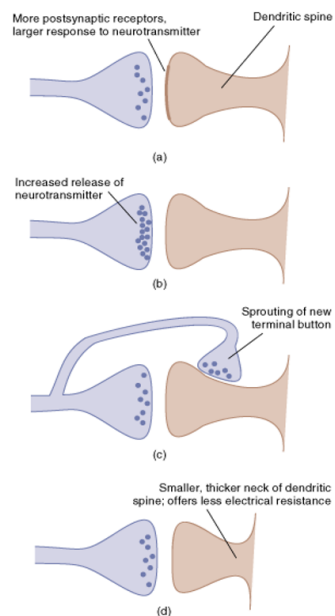 More postsynaptic receptors,
larger response to neurotransmitter
Dendritic spine
(a)
Increased release of
neurotransmitter
(b)
Sprouting of new
terminal button
(c)
Smaller, thicker neck of dendritic
spine; offers less electrical resistance
(d)